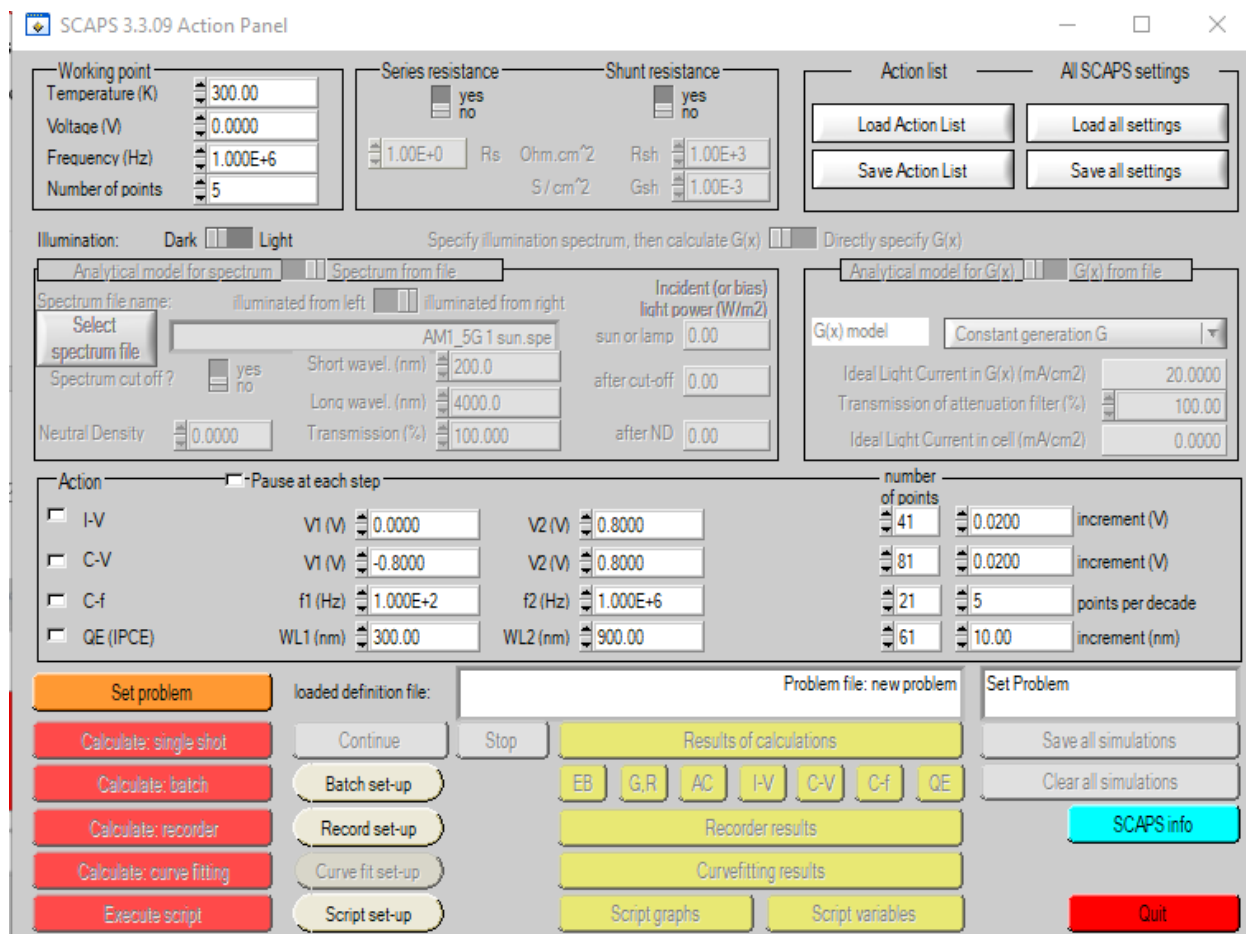 SCAPS 3.3.09 Action Panel
Working point
Temperature (K) 300.00
Voltage (V) 0.0000
Frequency (Hz) 1.000E+6
Number of points 5
Series resistance
yes
no
1.00E+0 Rs Ohm.cm^2
S / cm^2
Shunt resistance
yes
no
Rsh 1.00E+3
Gsh 1.00E-3
Action list
Load Action List
Save Action List
All SCAPS settings
Load all settings
Save all settings
Illumination: Dark Light
Specify illumination spectrum, then calculate G(x) Directly specify G(x)
Analytical model for spectrum Spectrum from file
Spectrum file name: illuminated from left illuminated from right
Select
spectrum file
AM1_5G 1 sun.spe
Spectrum cut off ? yes
no
Short wavel. (nm) 200.0
Long wavel. (nm) 4000.0
Neutral Density 0.0000
Transmission (%) 100.000
Incident (or bias)
light power (W/m2)
sun or lamp 0.00
after cut-off 0.00
after ND 0.00
Analytical model for G(x) G(x) from file
G(x) model Constant generation G
Ideal Light Current in G(x) (mA/cm2) 20.0000
Transmission of attenuation filter (%) 100.00
Ideal Light Current in cell (mA/cm2) 0.0000
Action Pause at each step
number
of points
I-V V1 (V) 0.0000 V2 (V) 0.8000 41 0.0200 increment (V)
C-V V1 (V) -0.8000 V2 (V) 0.8000 81 0.0200 increment (V)
C-f f1 (Hz) 1.000E+2 f2 (Hz) 1.000E+6 21 5 points per decade
QE (IPCE) WL1 (nm) 300.00 WL2 (nm) 900.00 61 10.00 increment (nm)
Set problem loaded definition file: Problem file: new problem Set Problem
Calculate: single shot Continue Stop Results of calculations Save all simulations
Calculate: batch Batch set-up EB G,R AC I-V C-V C-f QE Clear all simulations
Calculate: recorder Record set-up Recorder results SCAPS info
Calculate: curve fitting Curve fit set-up Curvefitting results
Execute script Script set-up Script graphs Script variables Quit